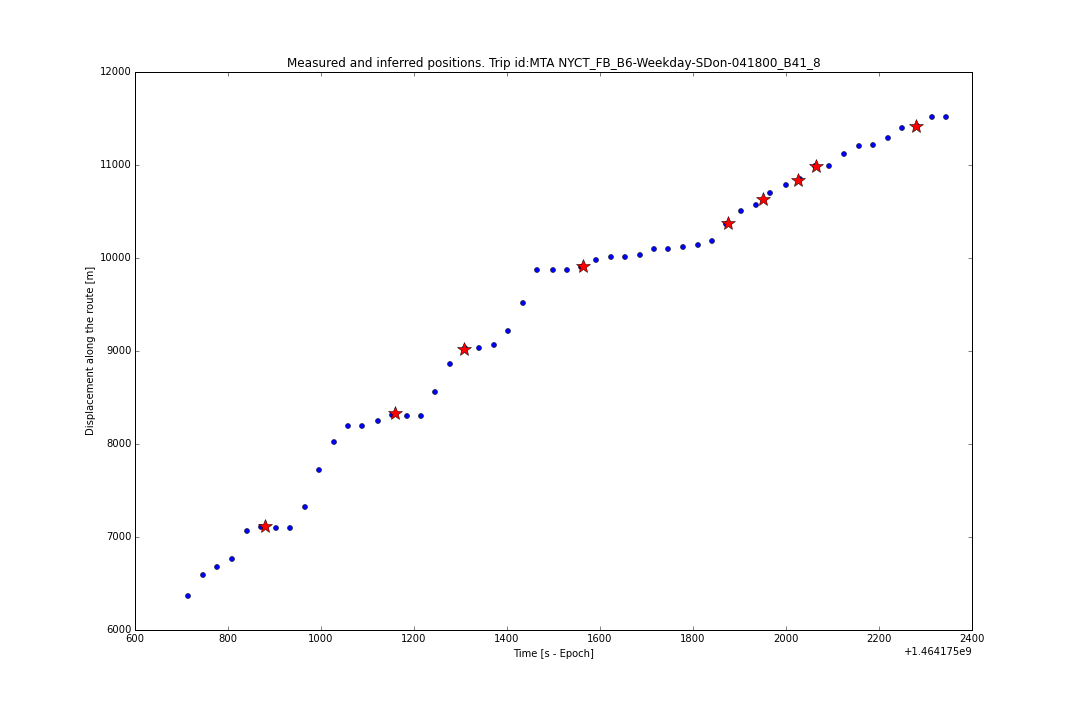 Measured and inferred positions. Trip id:MTA NYCT_FB_B6-Weekday-SDon-041800_B41_8
12000
11000
10000
9000
8000
7000
6000
Displacement along the route [m]
600 800 1000 1200 1400 1600 1800 2000 2200 2400
+1.464175e9
Time [s - Epoch]